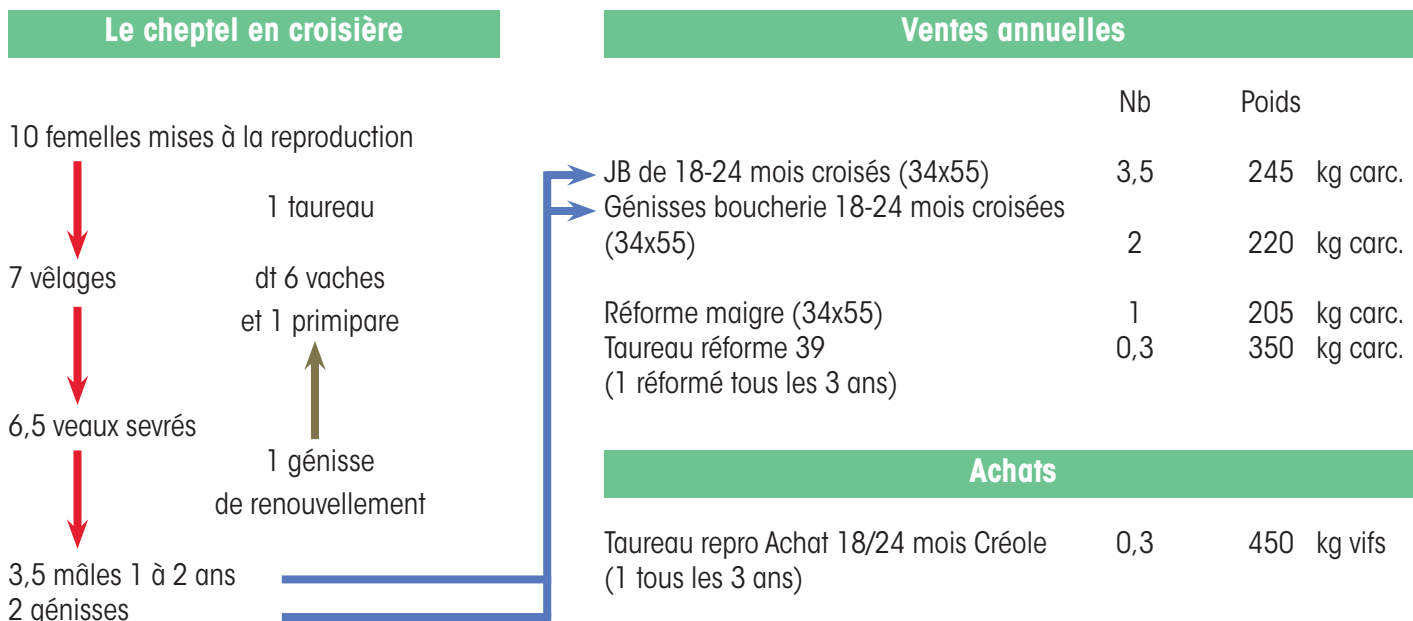 Le cheptel en croisière
10 femelles mises à la reproduction
1 taureau
7 vêlages dt 6 vaches
et 1 primipare
6,5 veaux sevrés
1 génisse
de renouvellement
3,5 mâles 1 à 2 ans
2 génisses
Ventes annuelles
Nb Poids
JB de 18-24 mois croisés (34x55) 3,5 245 kg carc.
Génisses boucherie 18-24 mois croisées
(34x55) 2 220 kg carc.
Réforme maigre (34x55) 1 205 kg carc.
Taureau réforme 39 0,3 350 kg carc.
(1 réformé tous les 3 ans)
Achats
Taureau repro Achat 18/24 mois Créole 0,3 450 kg vifs
(1 tous les 3 ans)